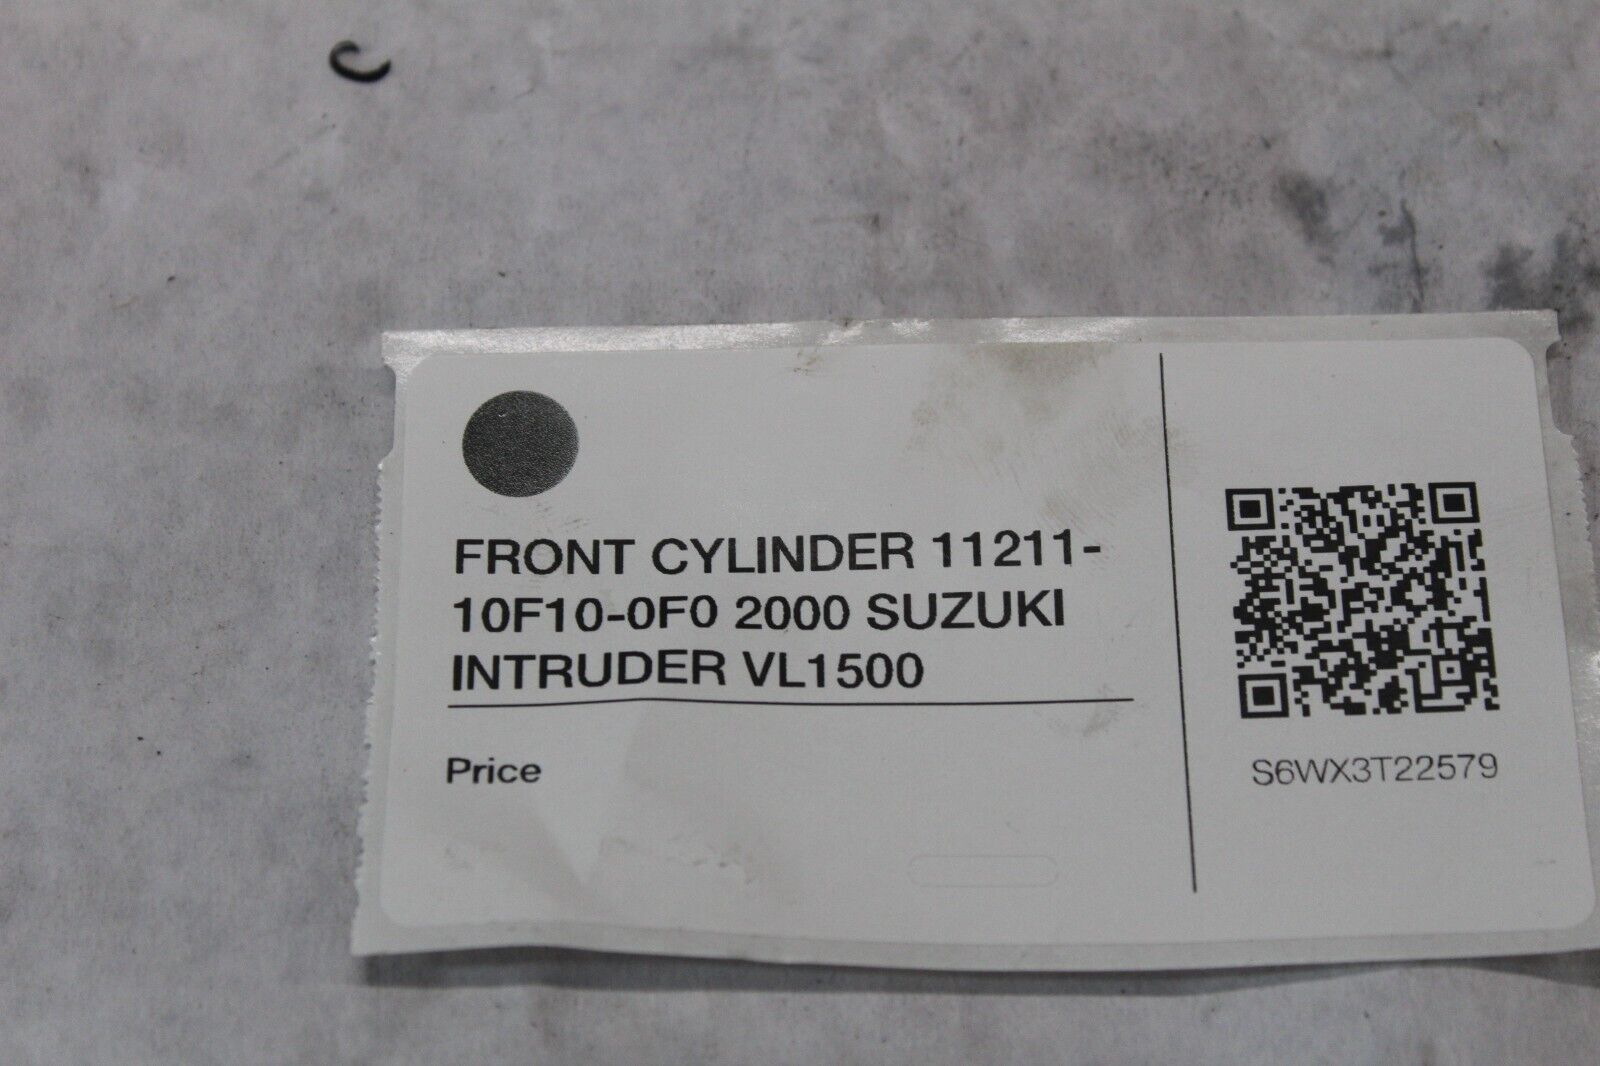 FRONT CYLINDER 11211-
10F10-0F0 2000 SUZUKI
INTRUDER VL1500
Price
S6WX3T22579